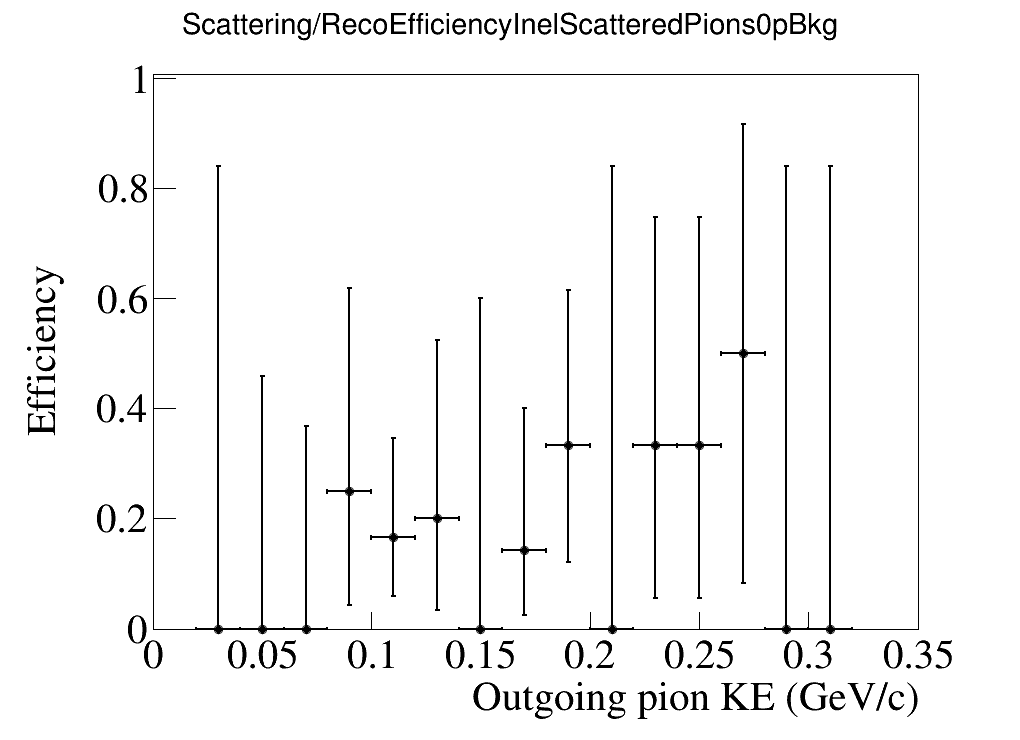 Scattering/RecoEfficiencyInelScatteredPions0pBkg
1
0.8
0.6
0.4
0.2
0
Efficiency
0 0.05 0.1 0.15 0.2 0.25 0.3 0.35
Outgoing pion KE (GeV/c)